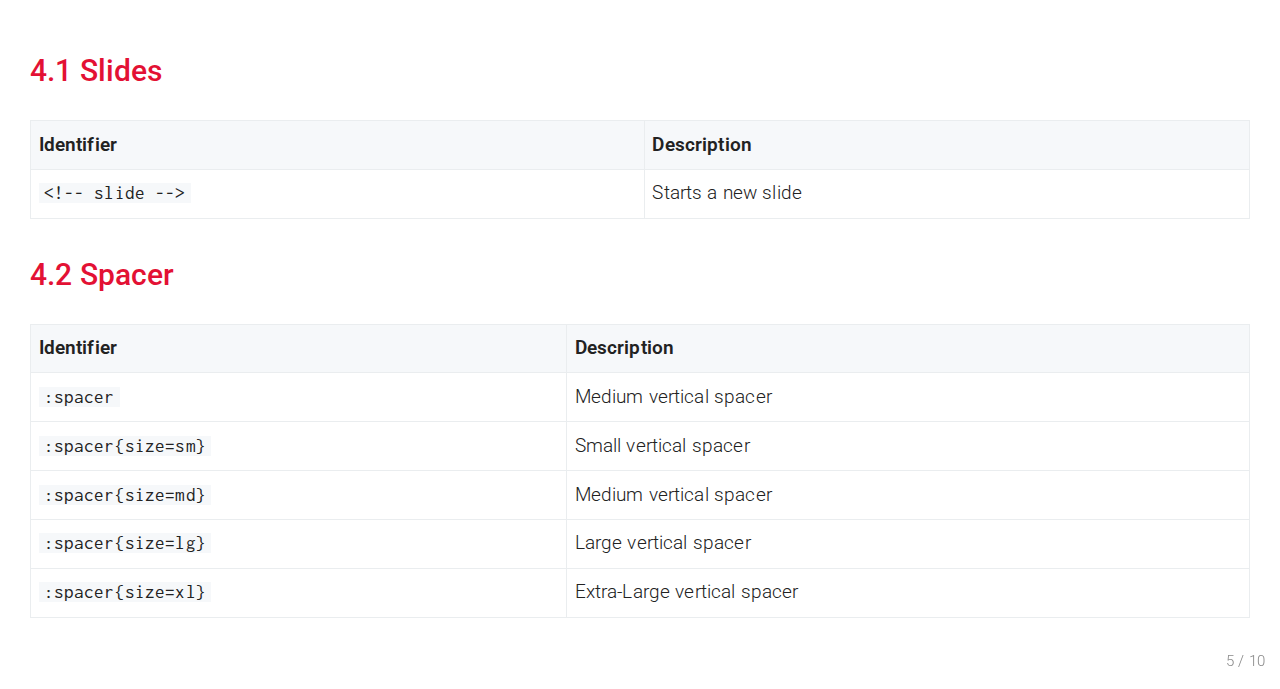 4.1 Slides
Identifier Description
<!-- slide --> Starts a new slide
4.2 Spacer
Identifier Description
:spacer Medium vertical spacer
:spacer{size=sm} Small vertical spacer
:spacer{size=md} Medium vertical spacer
:spacer{size=lg} Large vertical spacer
:spacer{size=xl} Extra-Large vertical spacer
5 / 10